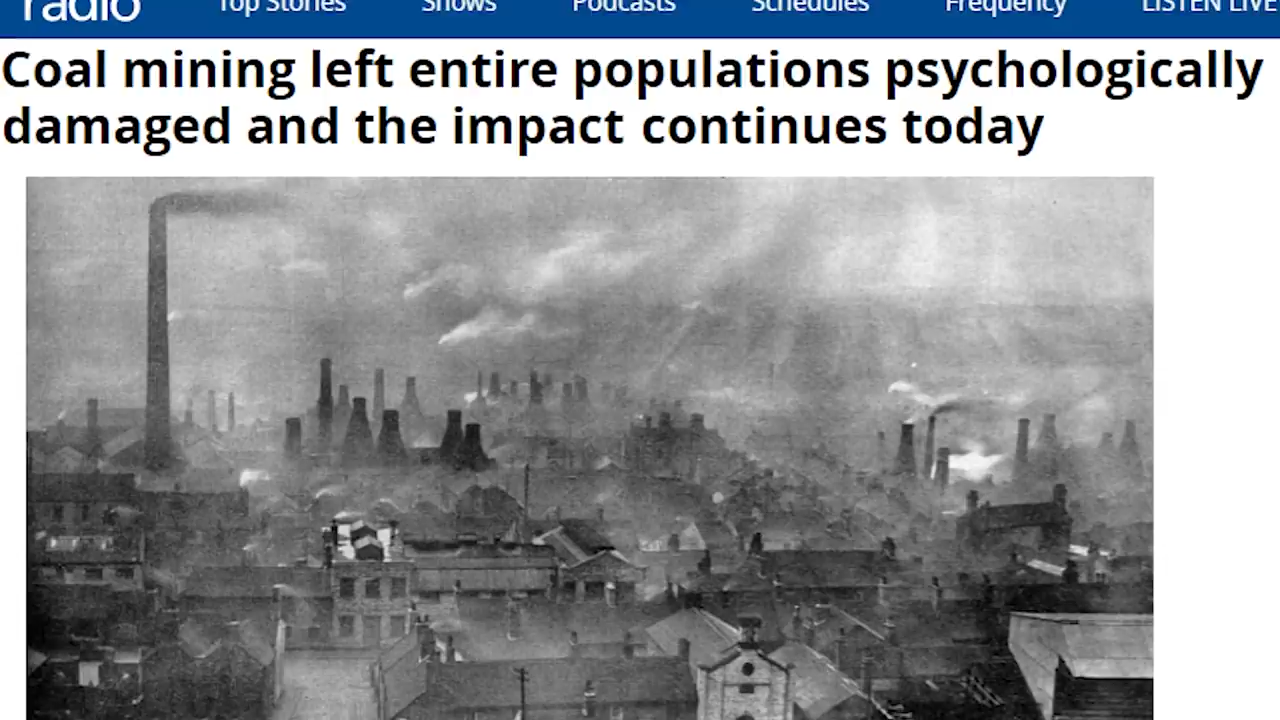 radio Top Stories Shows Podcasts Schedules Frequency LISTEN LIVE
Coal mining left entire populations psychologically
damaged and the impact continues today